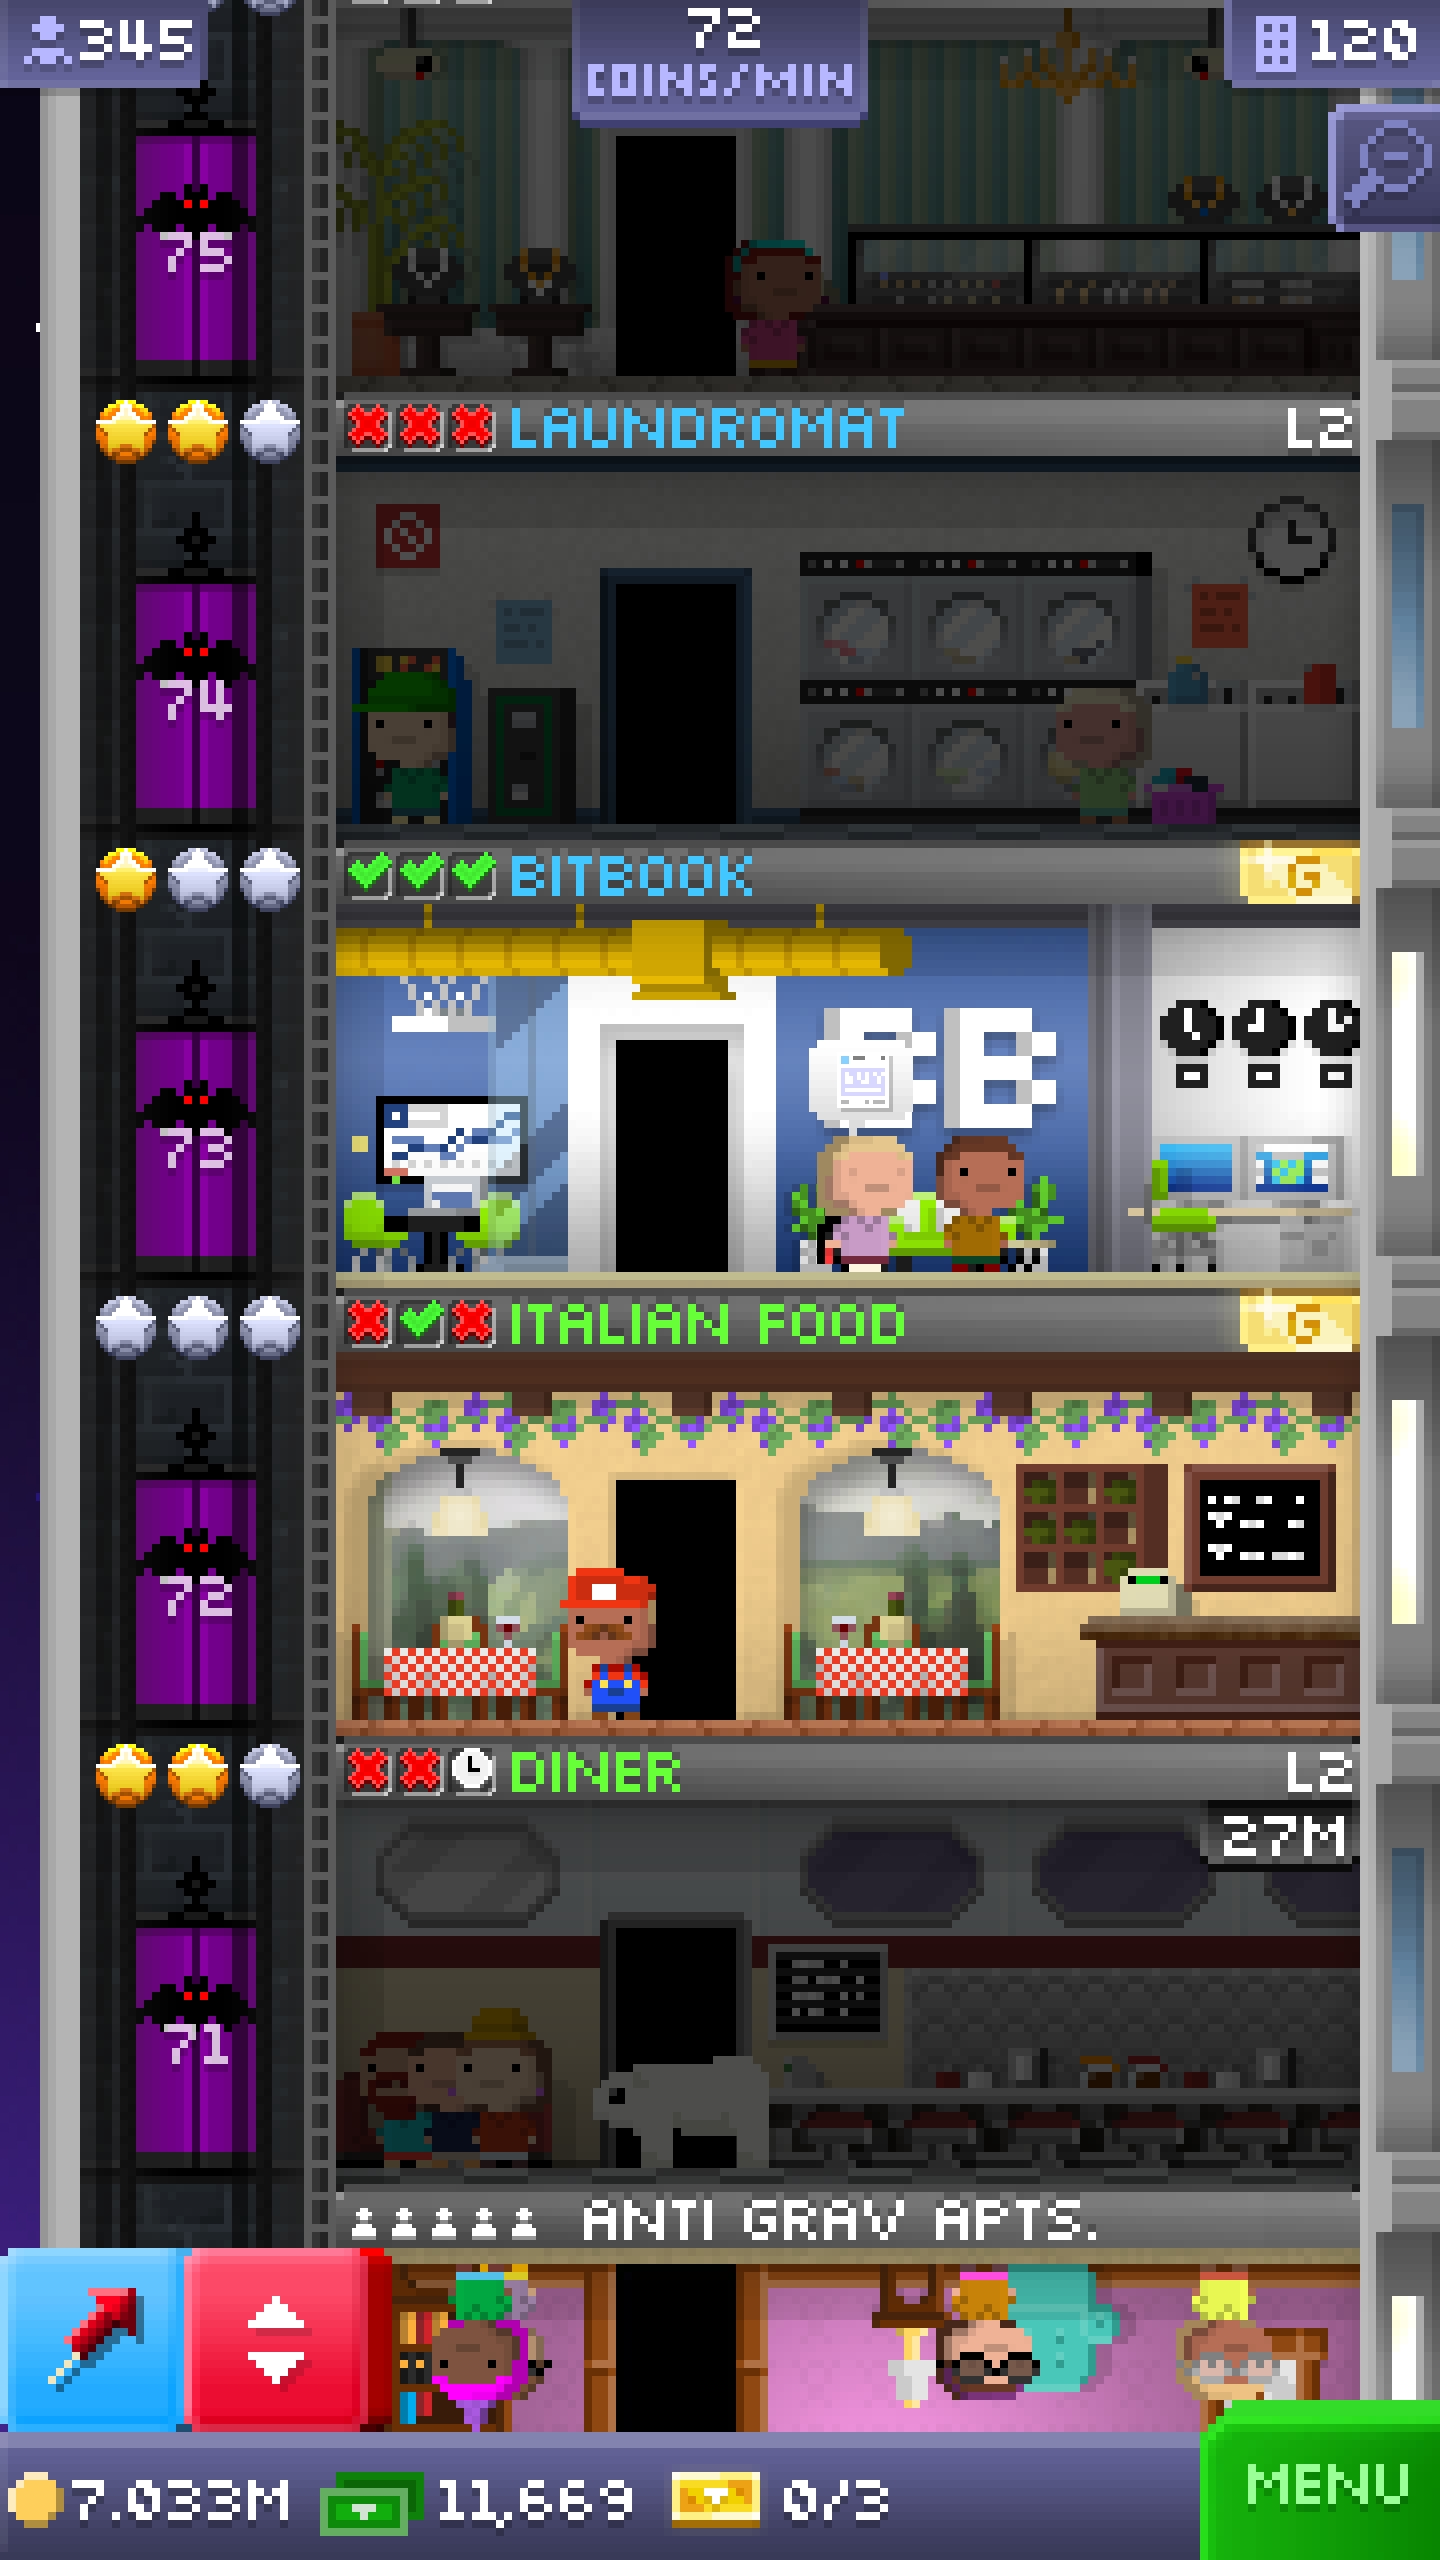 345
72
COINS/MIN
120
75
LAUNDROMAT L2
74
BITBOOK G
BB
73
ITALIAN FOOD G
72
DINER L2
27M
71
ANTI GRAV APTS.
7.033M 11,669 0/3
MENU